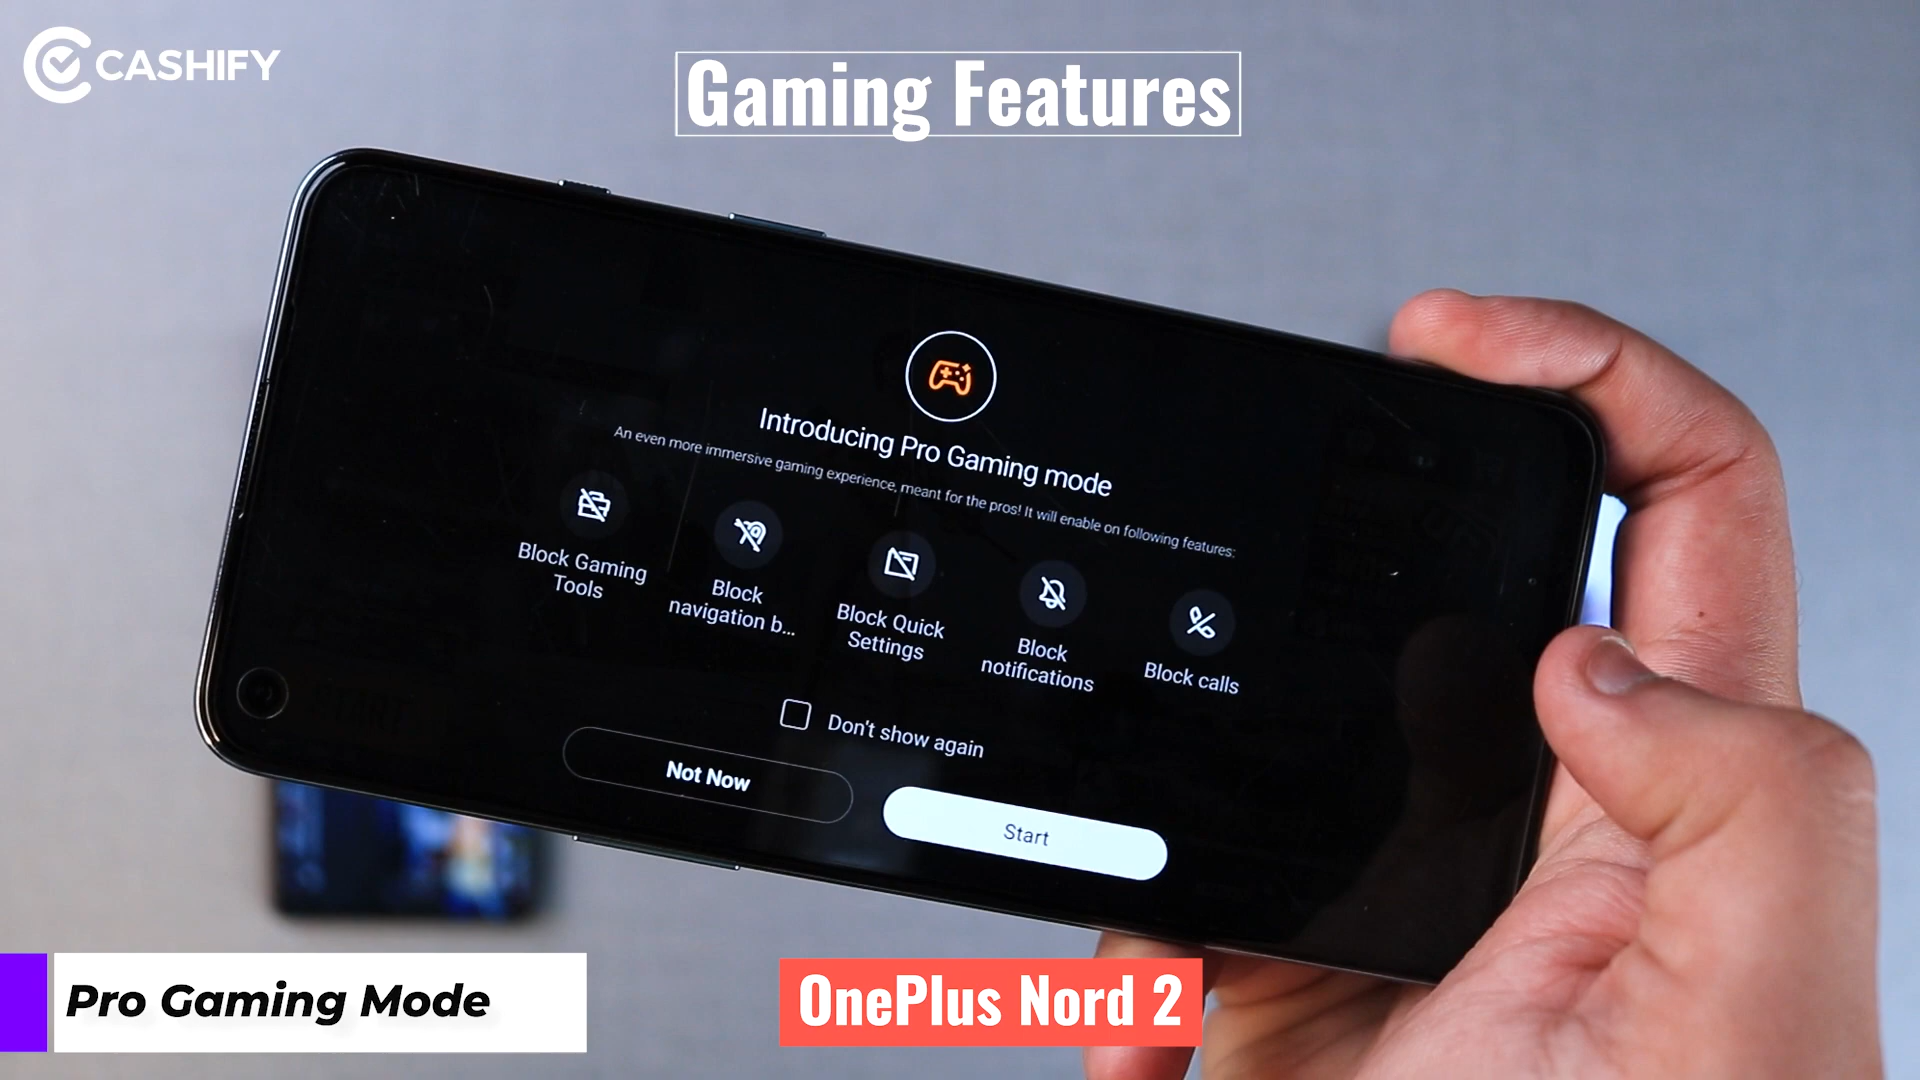 CASHIFY
Gaming Features
Introducing Pro Gaming mode
An even more immersive gaming experience, meant for the pros! It will enable on following features:
Block Gaming
Tools
Block
navigation b...
Block Quick
Settings
Block
notifications
Block calls
Don't show again
Not Now
Start
Pro Gaming Mode
OnePlus Nord 2